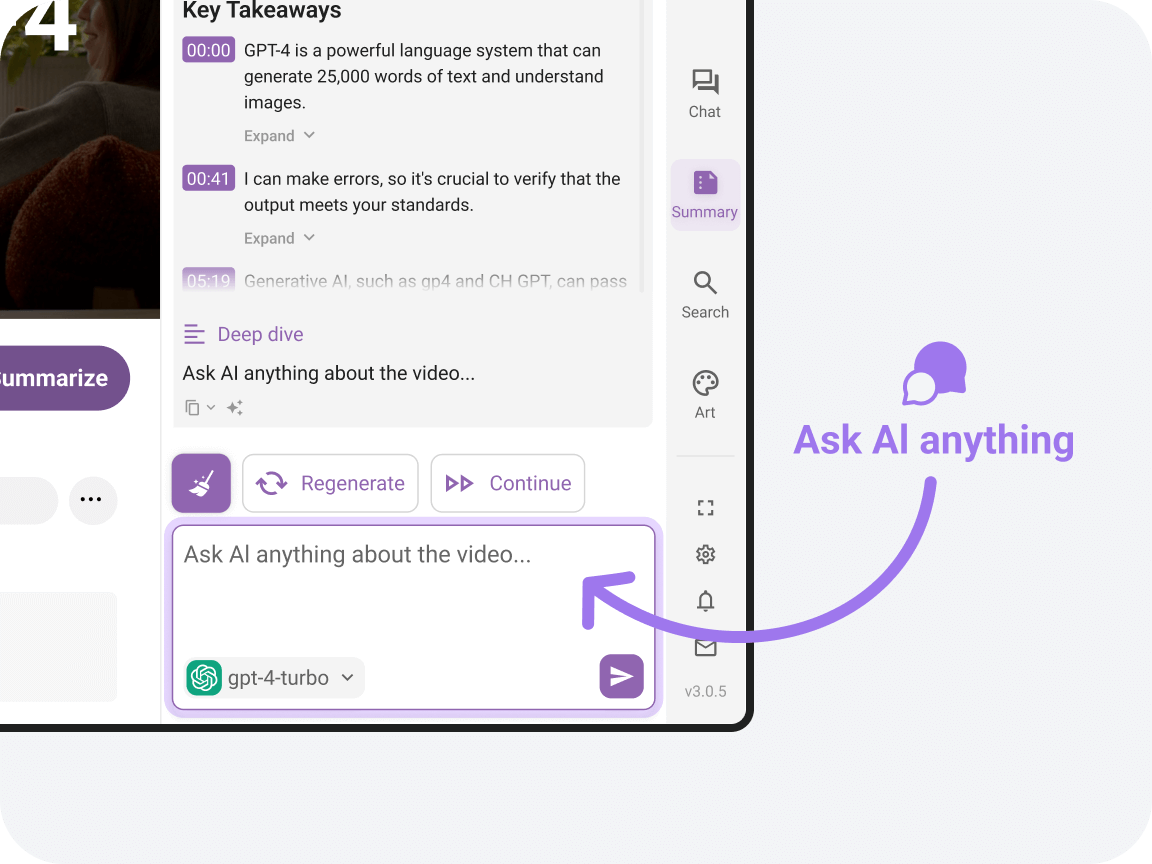 4
Key Takeaways
00:00 GPT-4 is a powerful language system that can
generate 25,000 words of text and understand
images.
Expand
00:41 I can make errors, so it's crucial to verify that the
output meets your standards.
Expand
05:19 Generative AI, such as gp4 and CH GPT, can pass
Deep dive
Ask AI anything about the video...
Summarize
Regenerate
Continue
Ask AI anything about the video...
gpt-4-turbo
Chat
Summary
Search
Art
v3.0.5
Ask AI anything